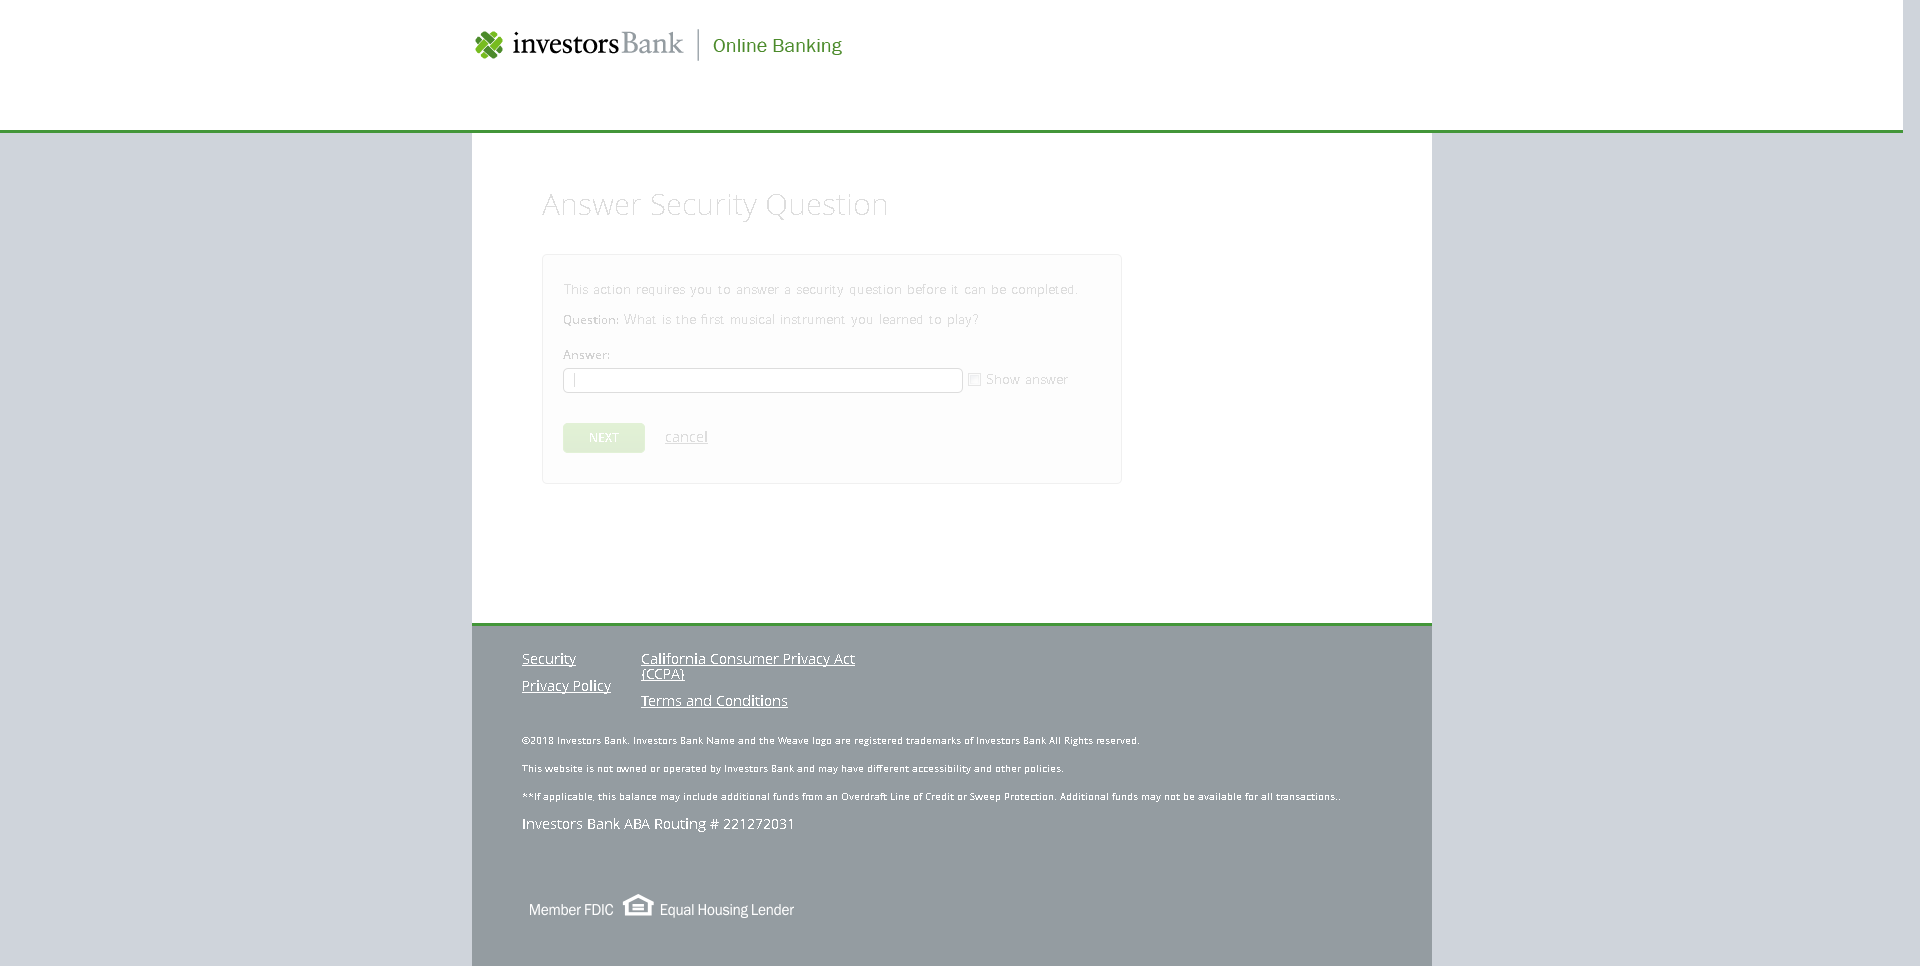 investorsBank | Online Banking
Answer Security Question
This action requires you to answer a security question before it can be completed.
Question: What is the first musical instrument you learned to play?
Answer:
Show answer
NEXT cancel
Security
Privacy Policy
California Consumer Privacy Act
(CCPA)
Terms and Conditions
©2018 Investors Bank. Investors Bank Name and the Weave logo are registered trademarks of Investors Bank All Rights reserved.
This website is not owned or operated by Investors Bank and may have different accessibility and other policies.
**If applicable, this balance may include additional funds from an Overdraft Line of Credit or Sweep Protection. Additional funds may not be available for all transactions..
Investors Bank ABA Routing # 221272031
Member FDIC Equal Housing Lender